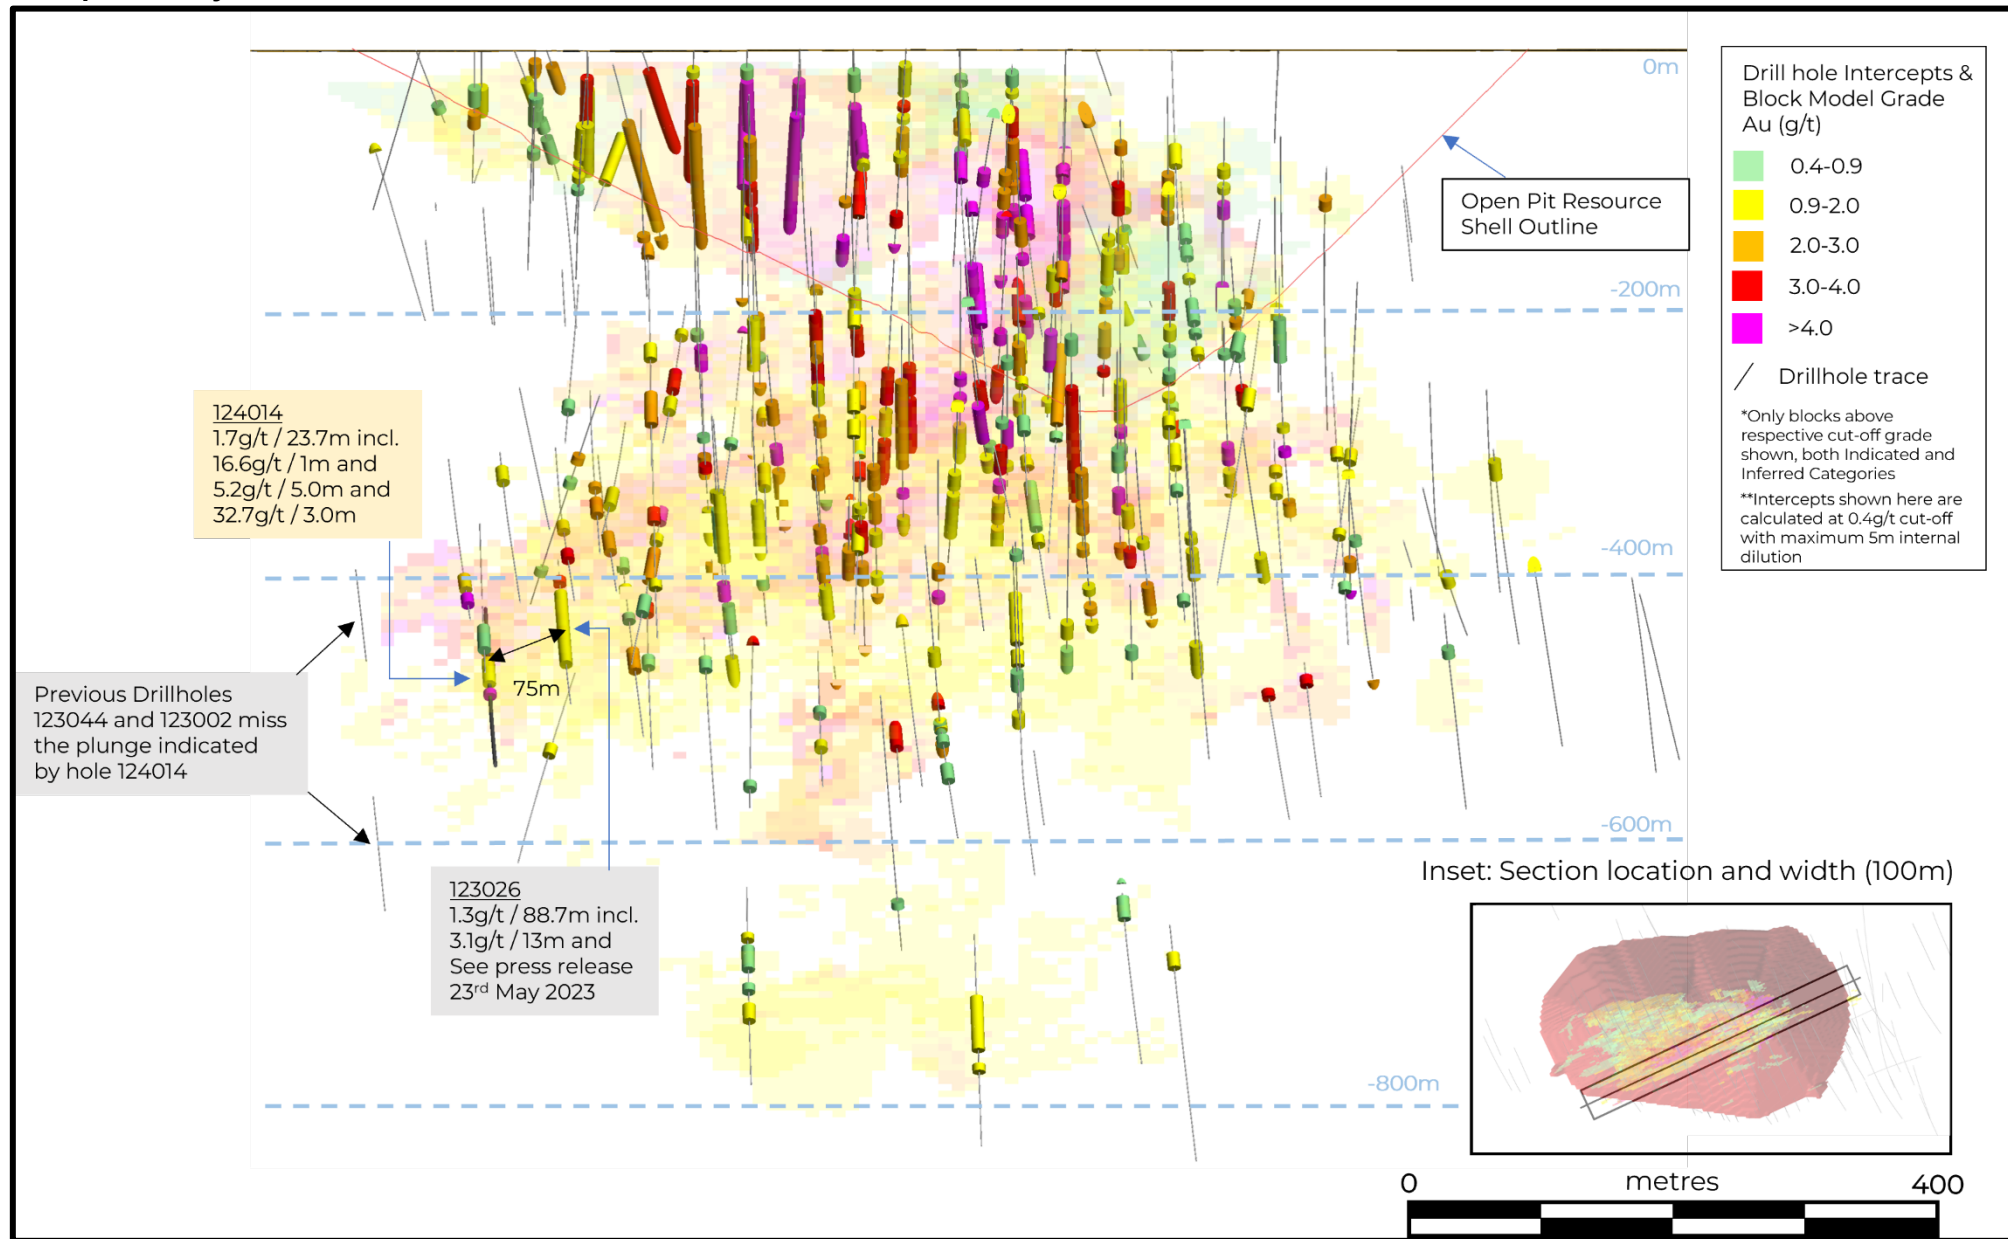 0m
-200m
-400m
-600m
-800m
Drill hole Intercepts &
Block Model Grade
Au (g/t)
0.4-0.9
0.9-2.0
2.0-3.0
3.0-4.0
>4.0
Drillhole trace
*Only blocks above
respective cut-off grade
shown, both Indicated and
Inferred Categories
**Intercepts shown here are
calculated at 0.4g/t cut-off
with maximum 5m internal
dilution
Open Pit Resource
Shell Outline
124014
1.7g/t / 23.7m incl.
16.6g/t / 1m and
5.2g/t / 5.0m and
32.7g/t / 3.0m
75m
Previous Drillholes
123044 and 123002 miss
the plunge indicated
by hole 124014
123026
1.3g/t / 88.7m incl.
3.1g/t / 13m and
See press release
23rd May 2023
Inset: Section location and width (100m)
0 metres 400